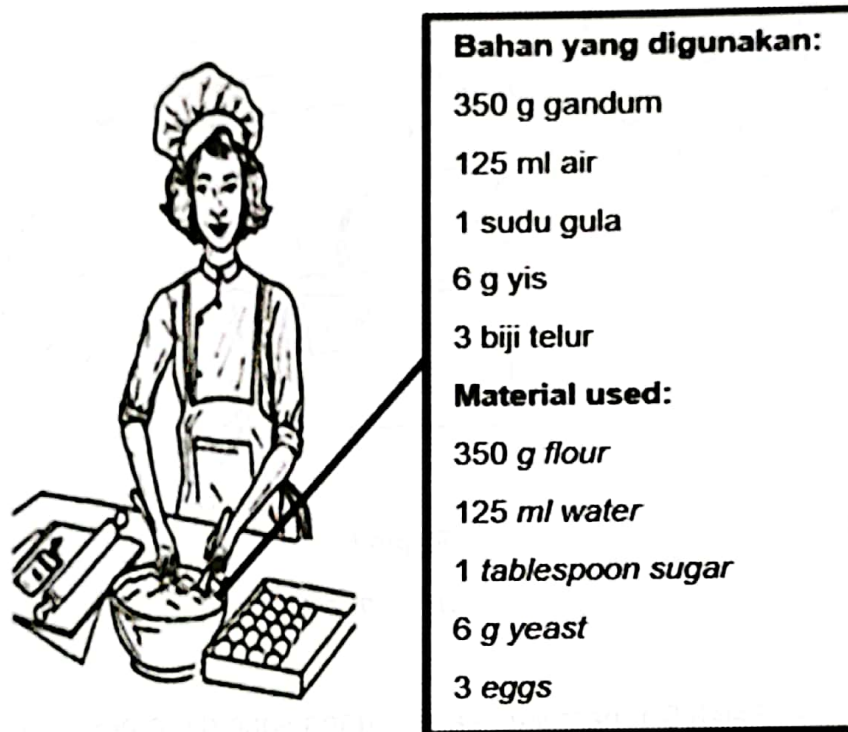 Bahan yang digunakan:
350 g gandum
125 ml air
1 sudu gula
6 g yis
3 biji telur
Material used:
350 g flour
125 ml water
1 tablespoon sugar
6 g yeast
3 eggs